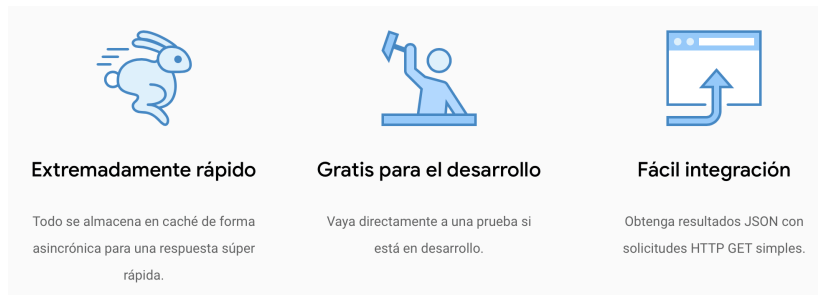 Extremadamente rápido
Todo se almacena en caché de forma
asincrónica para una respuesta súper
rápida.
Gratis para el desarrollo
Vaya directamente a una prueba si
está en desarrollo.
Fácil integración
Obtenga resultados JSON con
solicitudes HTTP GET simples.